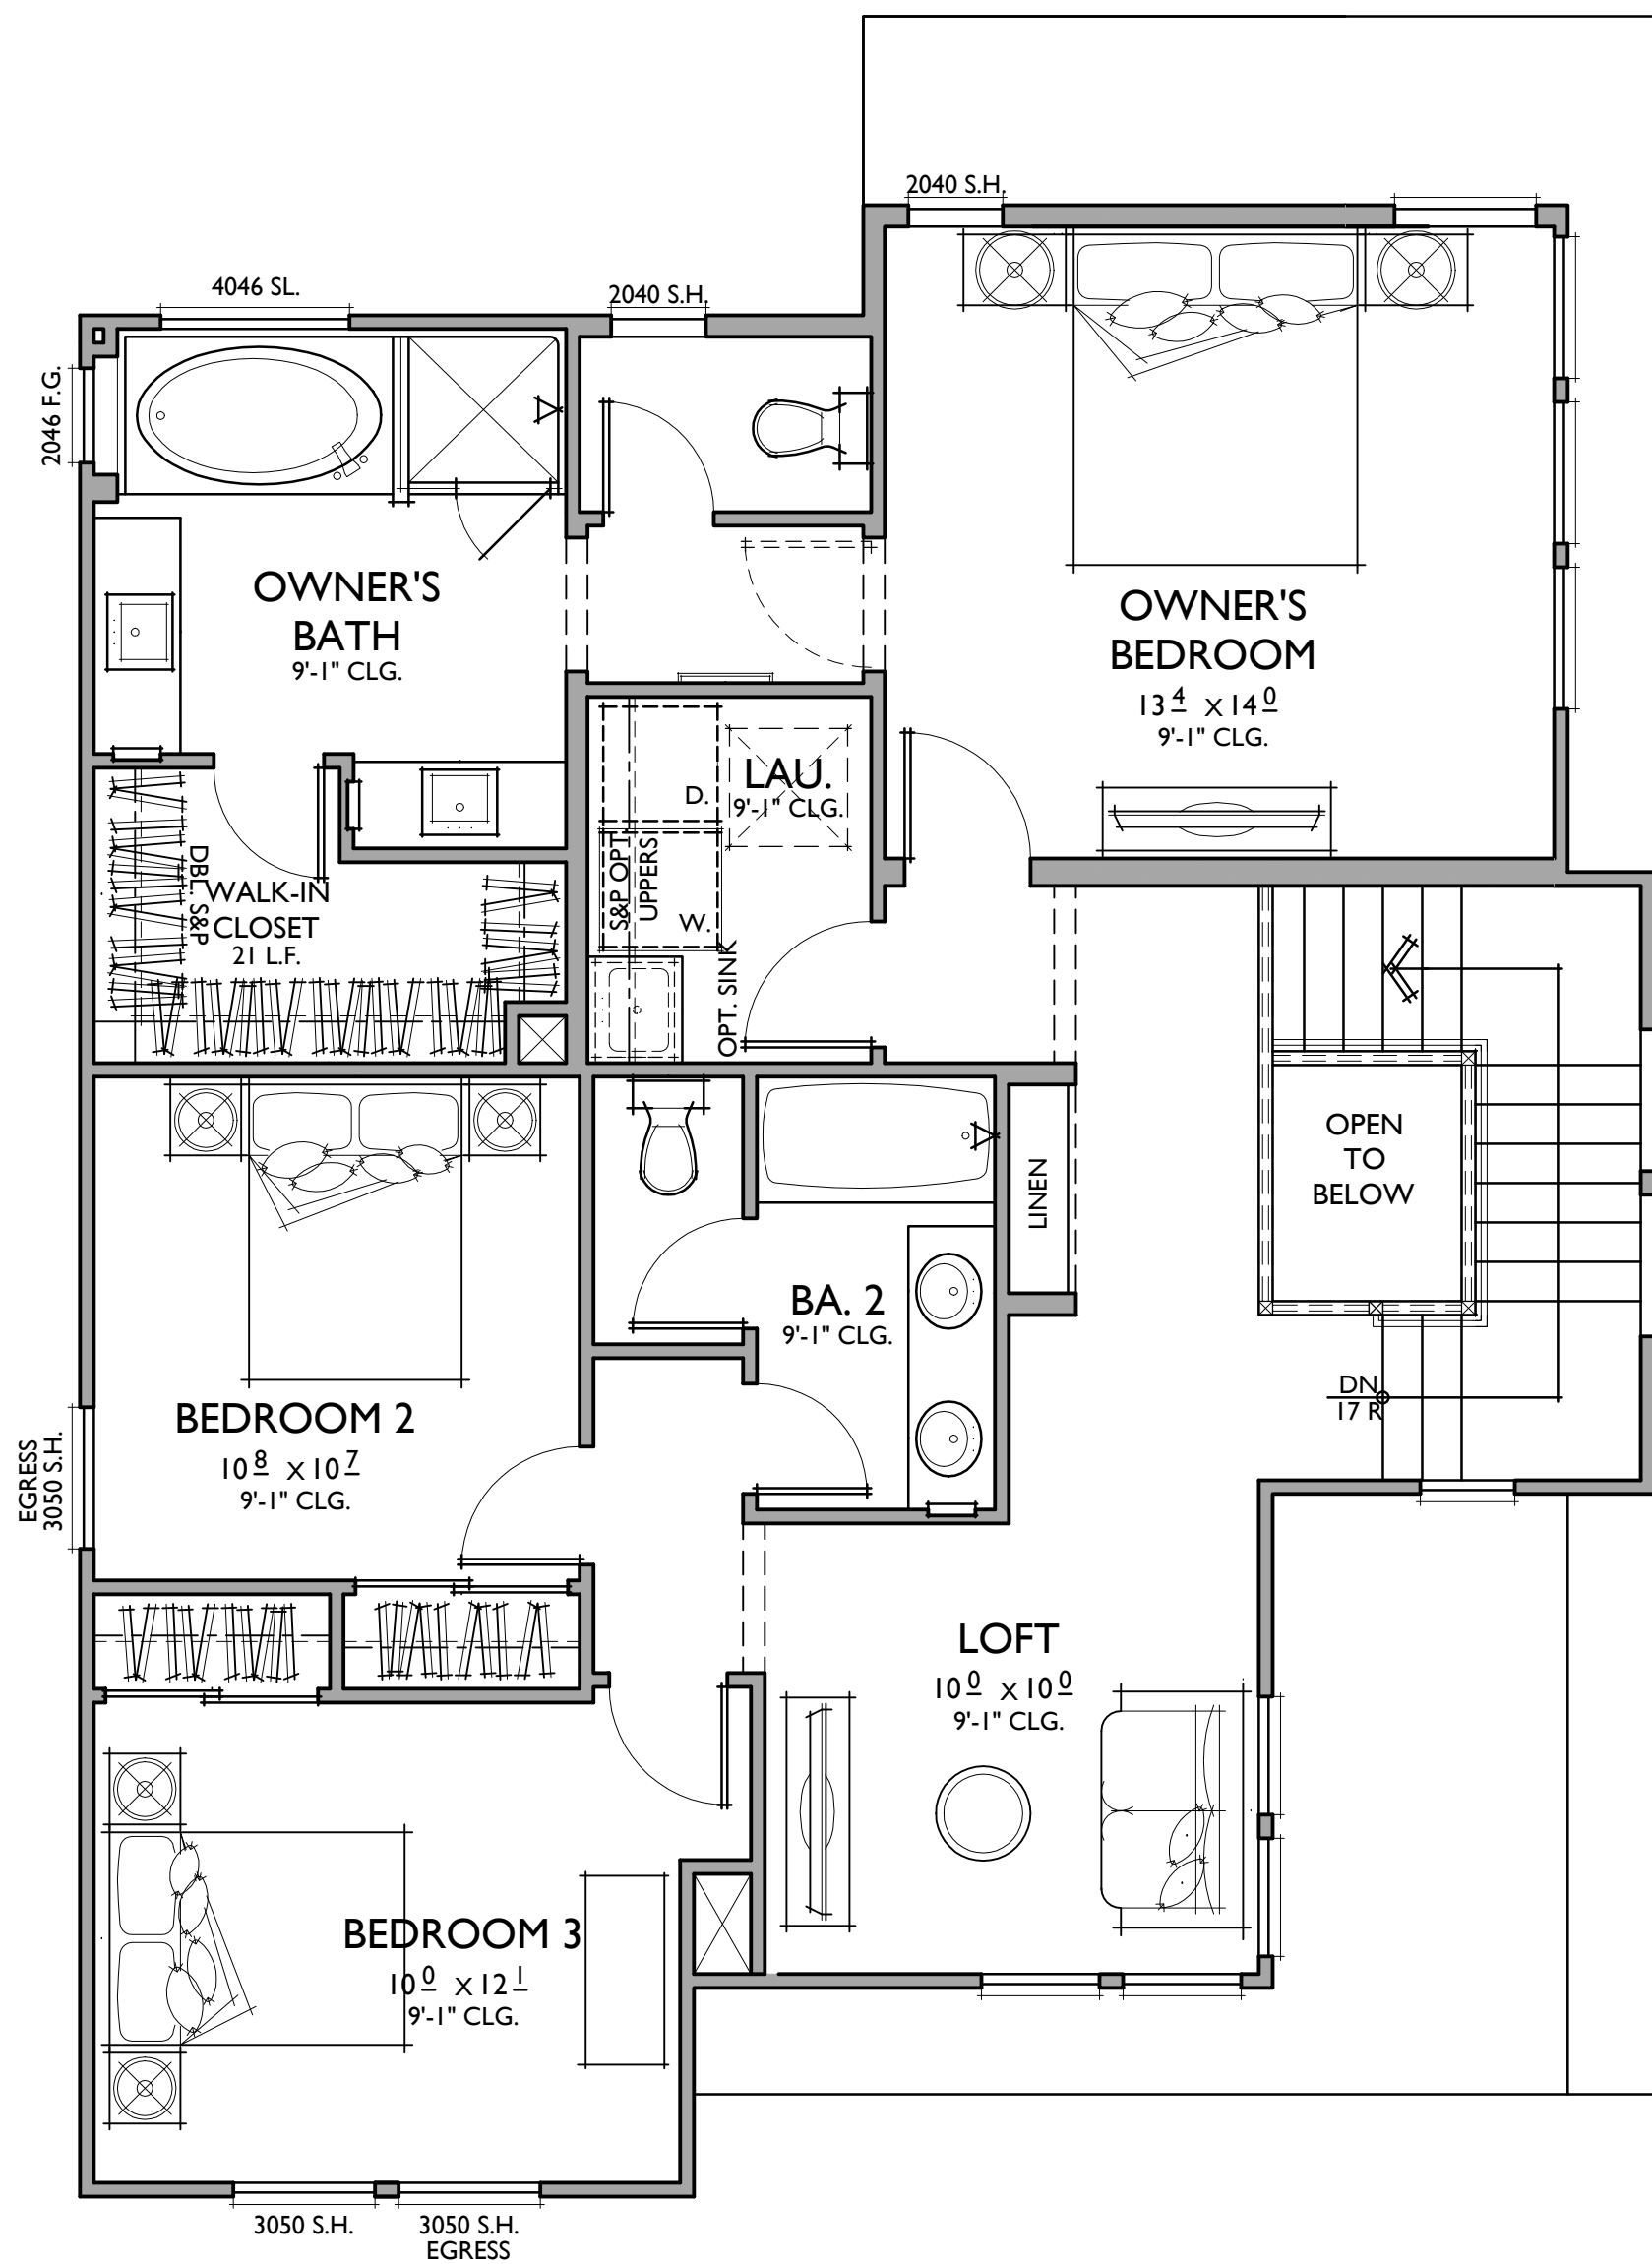 2040 S.H.
4046 SL.
2040 S.H.
2046 F.G.
OWNER'S
BATH
9'-1" CLG.
OWNER'S
BEDROOM
13 4 X 14 0
9'-1" CLG.
LAU.
9'-1" CLG.
D.
W.
S&P OPT.
UPPERS
OPT. SINK
DBL. S&P
WALK-IN
CLOSET
21 L.F.
OPEN
TO
BELOW
LINEN
BA. 2
9'-1" CLG.
DN
17 R
BEDROOM 2
10 8 X 10 7
9'-1" CLG.
EGRESS
3050 S.H.
LOFT
10 0 X 10 0
9'-1" CLG.
BEDROOM 3
10 0 X 12 1
9'-1" CLG.
3050 S.H.
3050 S.H.
EGRESS